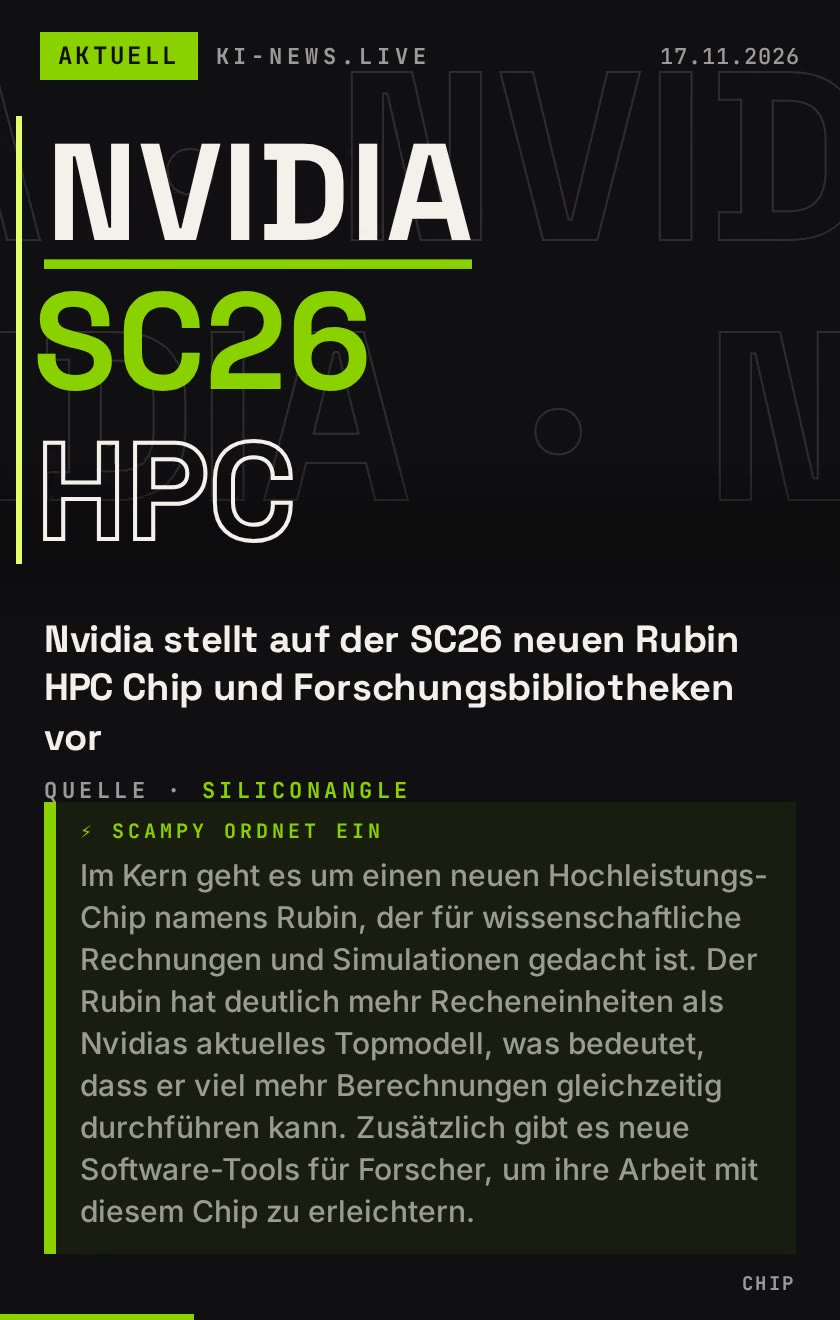 AKTUELL KI-NEWS.LIVE 17.11.2026
NVIDIA
SC26
HPC
Nvidia stellt auf der SC26 neuen Rubin
HPC Chip und Forschungsbibliotheken
vor
QUELLE · SILICONANGLE
⚡ SCAMPY ORDNET EIN
Im Kern geht es um einen neuen Hochleistungs-
Chip namens Rubin, der für wissenschaftliche
Rechnungen und Simulationen gedacht ist. Der
Rubin hat deutlich mehr Recheneinheiten als
Nvidias aktuelles Topmodell, was bedeutet,
dass er viel mehr Berechnungen gleichzeitig
durchführen kann. Zusätzlich gibt es neue
Software-Tools für Forscher, um ihre Arbeit mit
diesem Chip zu erleichtern.
CHIP